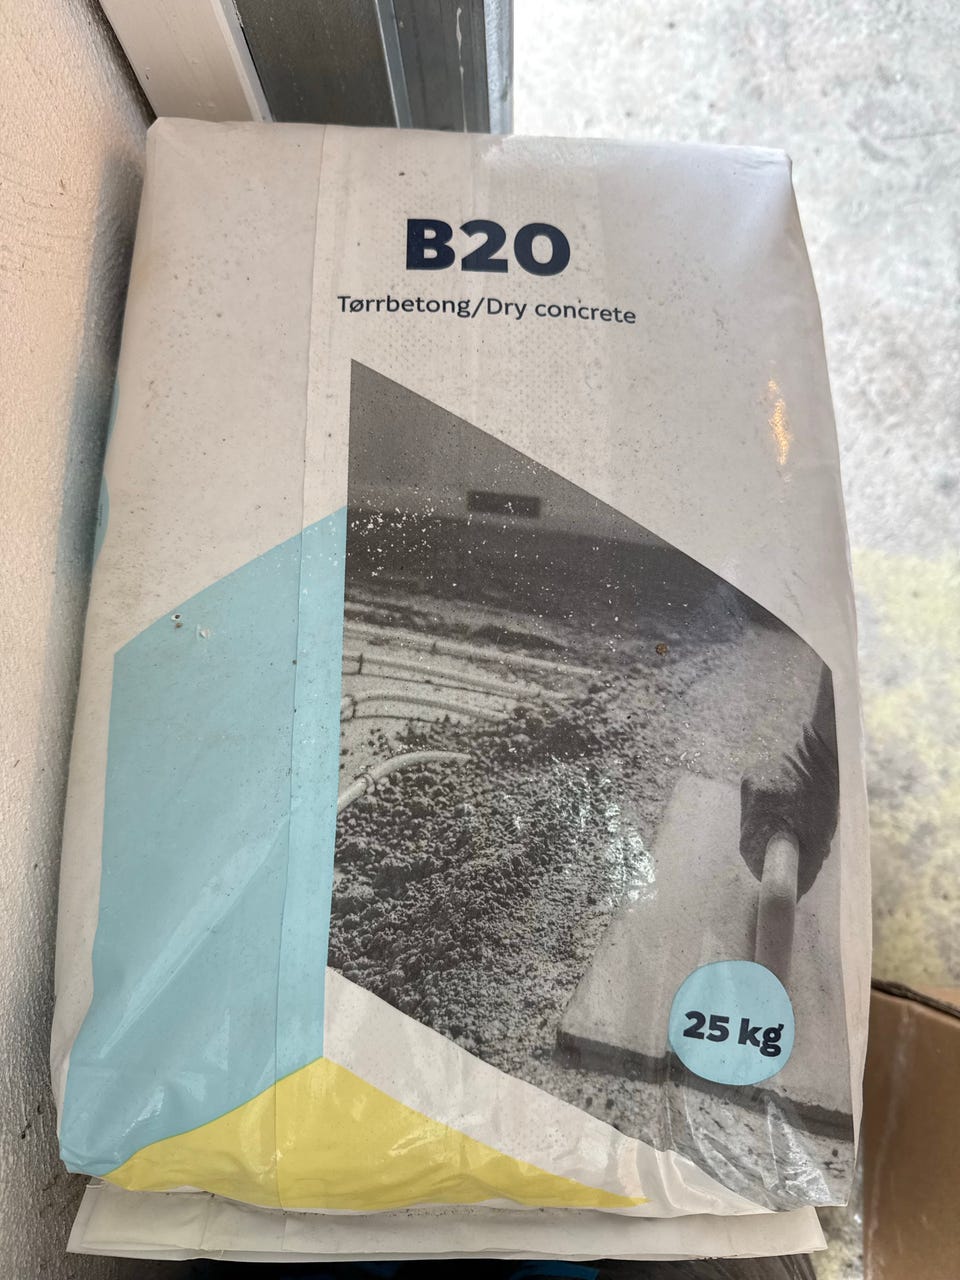 B20
Tørrbetong/Dry concrete
25 kg